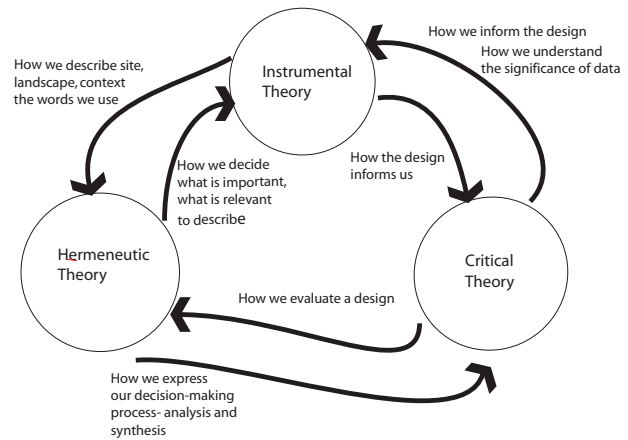 How we inform the design
How we understand
the significance of data
How we describe site,
landscape, context
the words we use
Instrumental
Theory
How we decide
what is important,
what is relevant
to describe
How the design
informs us
Hermeneutic
Theory
Critical
Theory
How we evaluate a design
How we express
our decision-making
process- analysis and
synthesis